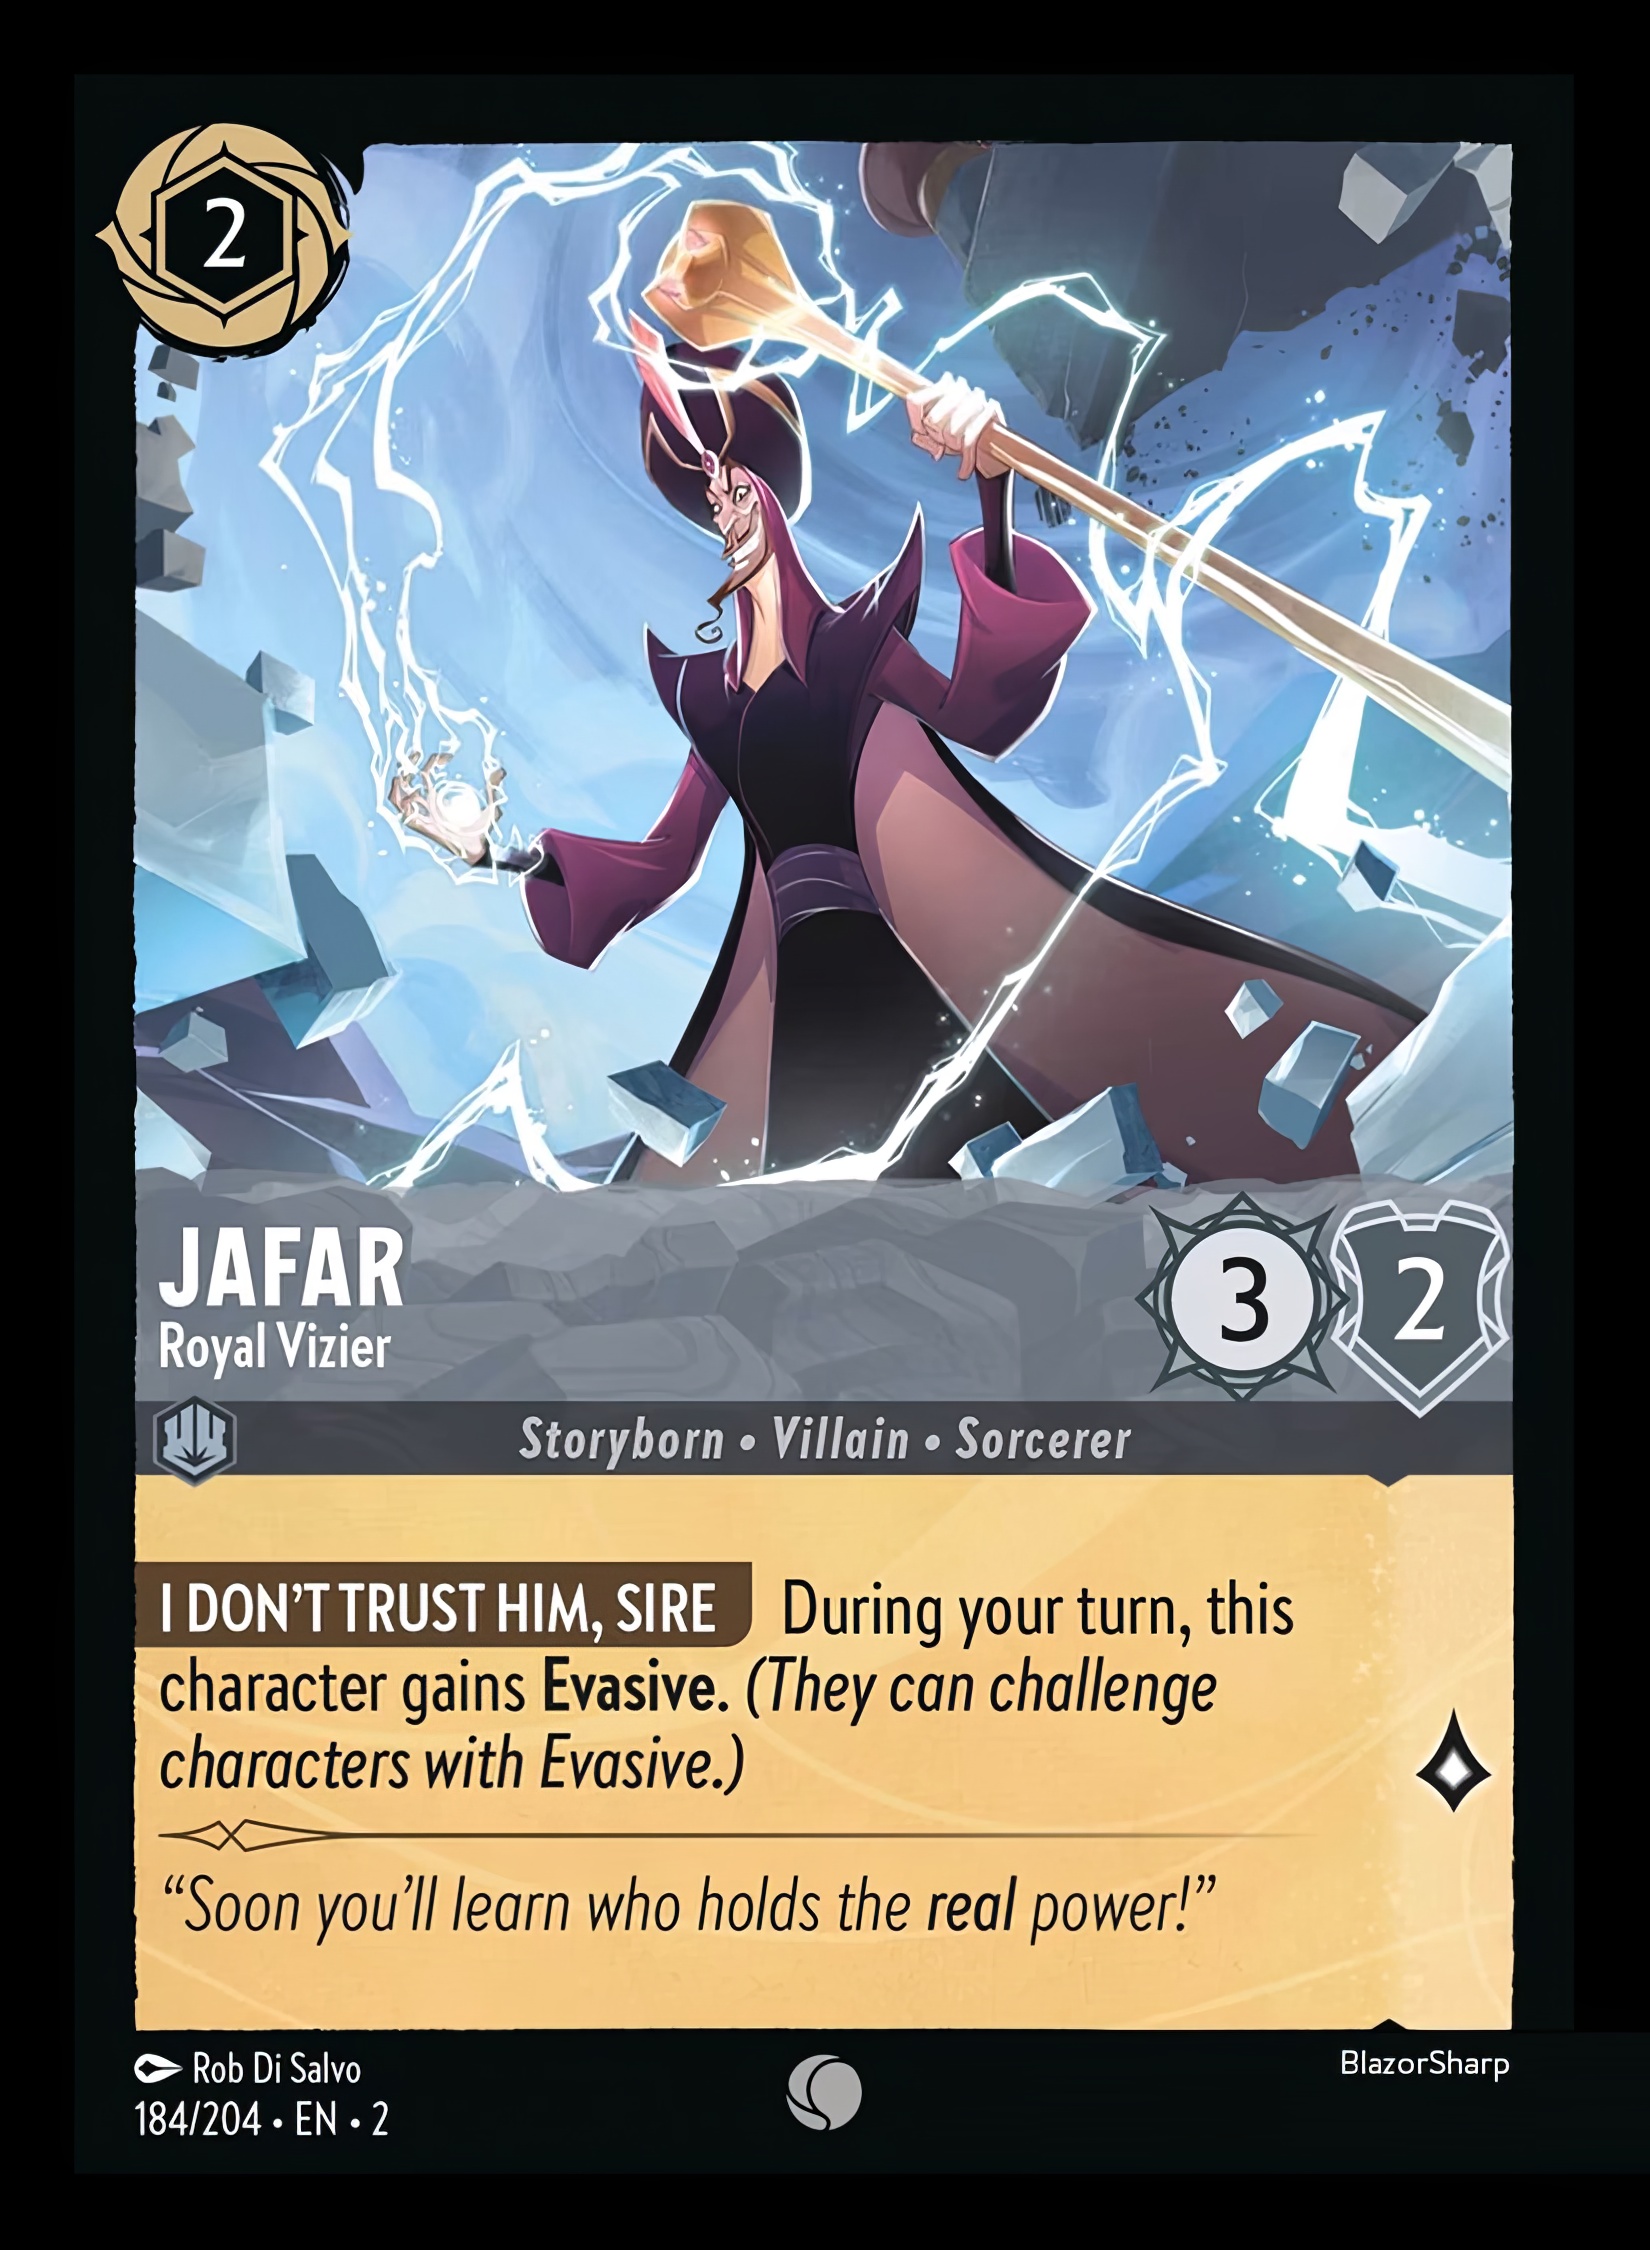 2
JAFAR
Royal Vizier
3
2
Storyborn • Villain • Sorcerer
I DON'T TRUST HIM, SIRE During your turn, this
character gains Evasive. (They can challenge
characters with Evasive.)
“Soon you'll learn who holds the real power!”
Rob Di Salvo
184/204 • EN • 2
BlazorSharp